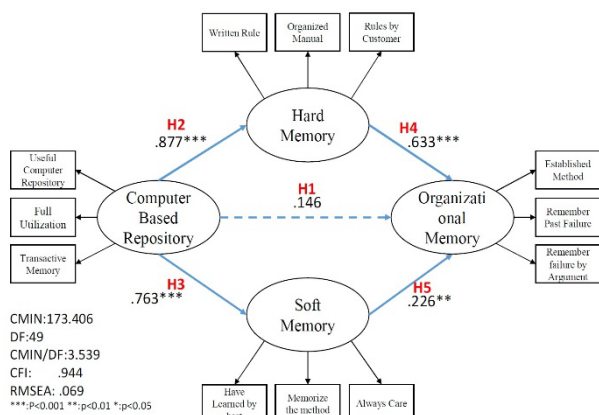 Written Rule
Organized
Manual
Rules by
Customer
H2
.877***
Hard
Memory
H4
.633***
Useful
Computer
Repository
Full
Utilization
Transactive
Memory
Computer
Based
Repository
H1
.146
Organizati
onal
Memory
Established
Method
Remember
Past Failure
Remember
failure by
Argument
H3
.763***
Soft
Memory
H5
.226**
CMIN:173.406
DF:49
CMIN/DF:3.539
CFI: .944
RMSEA: .069
***:P<0.001 **:p<0.01 *:p<0.05
Have
Learned by
Memorize
the method
Always Care